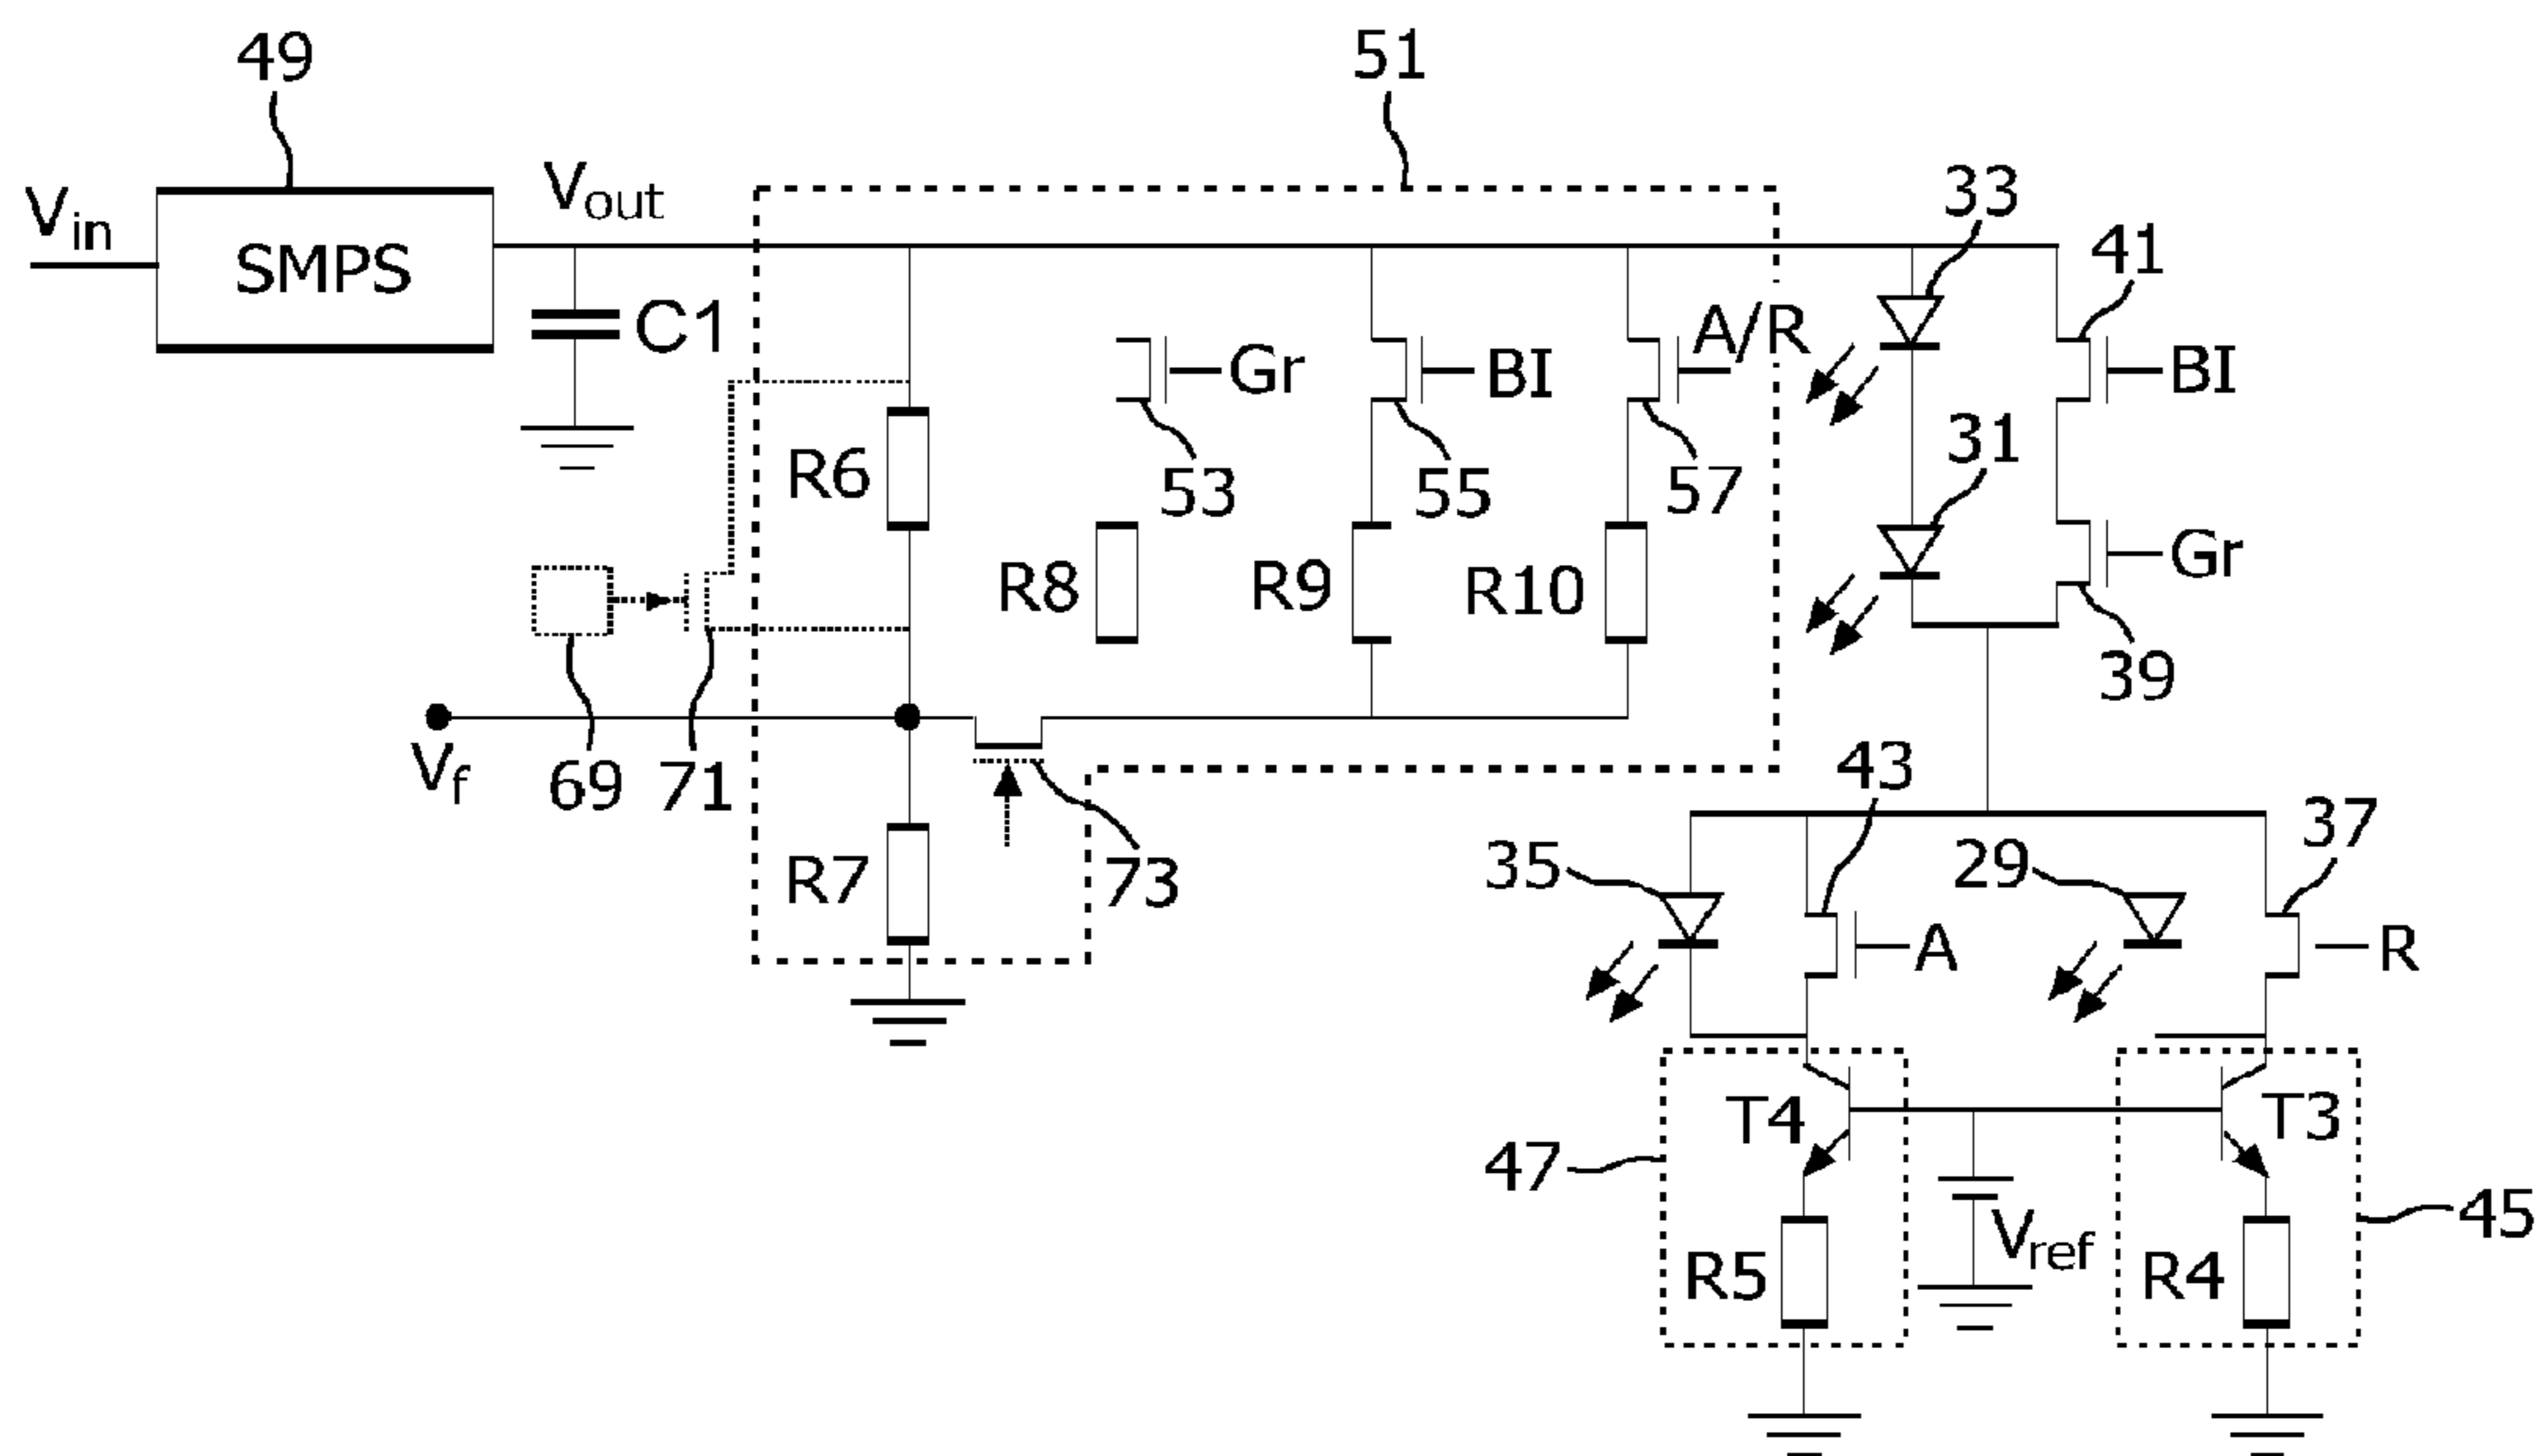 49
51
Vin
SMPS
Vout
33
41
C1
Gr
BI
A/R
BI
R6
53
55
57
31
Gr
R8
R9
R10
39
Vf
69
71
73
43
37
R7
35
29
A
R
T4
T3
47
Vref
45
R5
R4